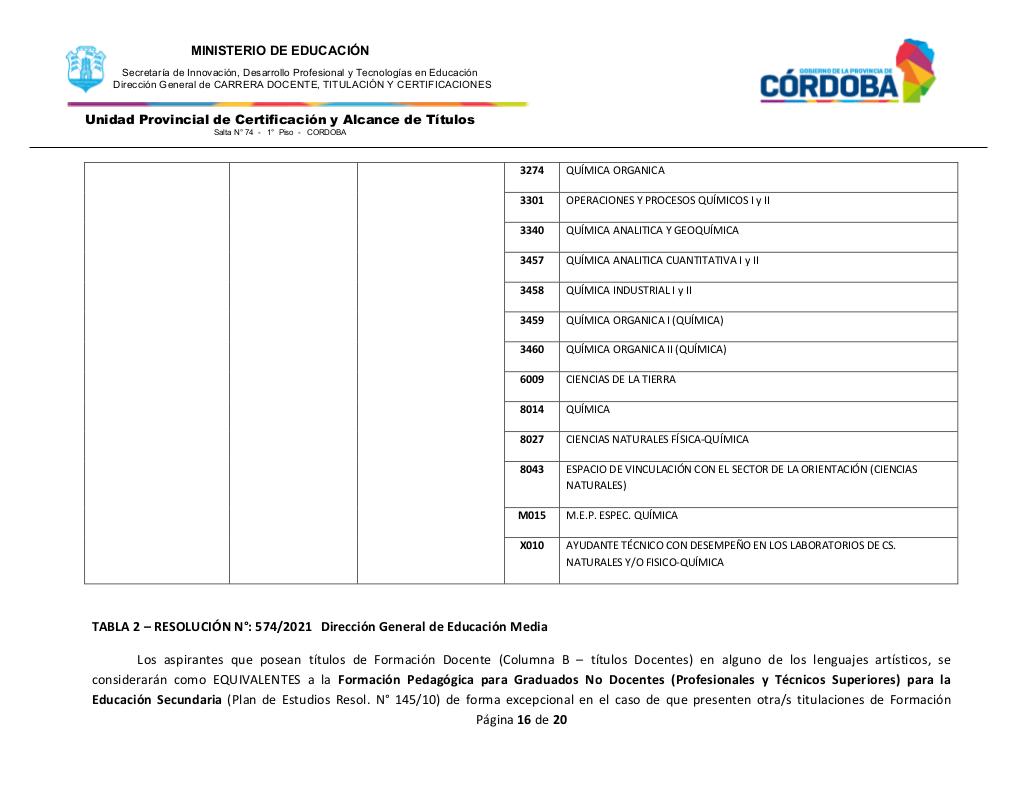 MINISTERIO DE EDUCACIÓN
Secretaría de Innovación, Desarrollo Profesional y Tecnologías en Educación
Dirección General de CARRERA DOCENTE, TITULACIÓN Y CERTIFICACIONES
GOBIERNO DE LA PROVINCIA DE
CÓRDOBA
Unidad Provincial de Certificación y Alcance de Títulos
Salta N° 74 - 1° Piso - CORDOBA
3274 QUÍMICA ORGANICA
3301 OPERACIONES Y PROCESOS QUÍMICOS I y II
3340 QUÍMICA ANALITICA Y GEOQUÍMICA
3457 QUÍMICA ANALITICA CUANTITATIVA I y II
3458 QUÍMICA INDUSTRIAL I y II
3459 QUÍMICA ORGANICA I (QUÍMICA)
3460 QUÍMICA ORGANICA II (QUÍMICA)
6009 CIENCIAS DE LA TIERRA
8014 QUÍMICA
8027 CIENCIAS NATURALES FÍSICA-QUÍMICA
8043 ESPACIO DE VINCULACIÓN CON EL SECTOR DE LA ORIENTACIÓN (CIENCIAS
NATURALES)
M015 M.E.P. ESPEC. QUÍMICA
X010 AYUDANTE TÉCNICO CON DESEMPEÑO EN LOS LABORATORIOS DE CS.
NATURALES Y/O FISICO-QUÍMICA
TABLA 2 – RESOLUCIÓN N°: 574/2021 Dirección General de Educación Media
Los aspirantes que posean títulos de Formación Docente (Columna B – títulos Docentes) en alguno de los lenguajes artísticos, se
considerarán como EQUIVALENTES a la Formación Pedagógica para Graduados No Docentes (Profesionales y Técnicos Superiores) para la
Educación Secundaria (Plan de Estudios Resol. N° 145/10) de forma excepcional en el caso de que presenten otra/s titulaciones de Formación
Página 16 de 20